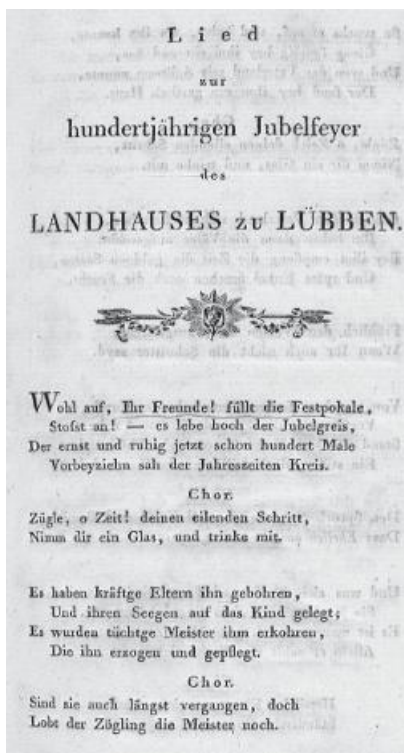 Lied
zur
hundertjährigen Jubelfeyer
des
LANDHAUSES zu LÜBBEN.
Wohl auf, Ihr Freunde! füllt die Festpokale,
Stoſst an! — es lebe hoch der Jubelgreis,
Der ernst und ruhig jetzt schon hundert Male
Vorbeyziehn sah der Jahreszeiten Kreis.
Chor.
Zügle, o Zeit! deinen eilenden Schritt,
Nimm dir ein Glas, und trinke mit.
Es haben kräftge Eltern ihn gebohren,
Und ihren Seegen auf das Kind gelegt;
Es wurden tüchtge Meister ihm erkohren,
Die ihn erzogen und gepflegt.
Chor.
Sind sie auch längst vergangen, doch
Lobt der Zögling die Meister noch.